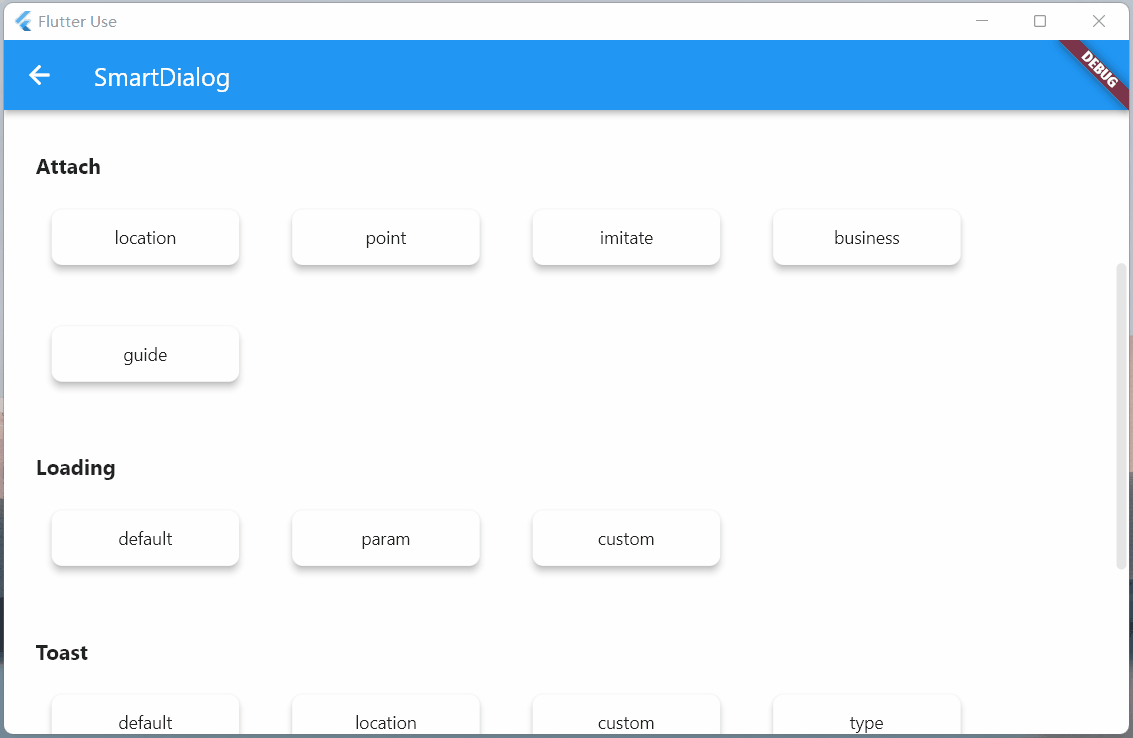 Flutter Use
SmartDialog
DEBUG
Attach
location point imitate business
guide
Loading
default param custom
Toast
default location custom type